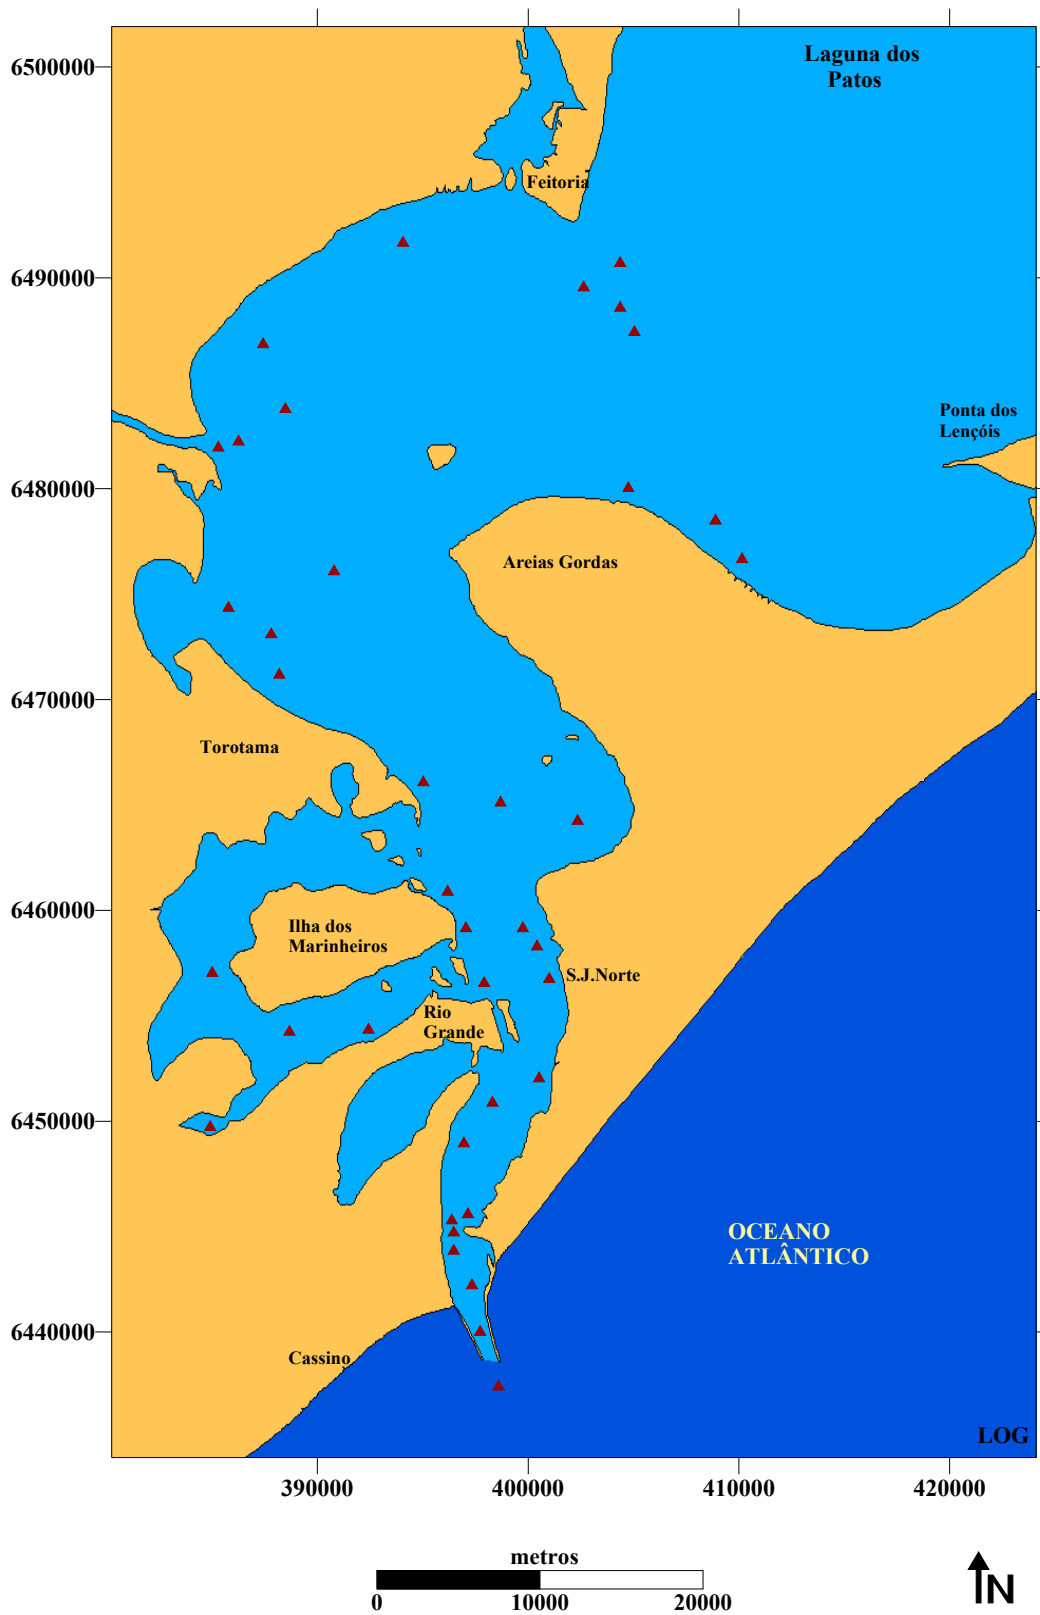 Laguna dos
Patos
6500000
Feitoria
6490000
Ponta dos
Lençóis
6480000
Areias Gordas
6470000
Torotama
6460000
Ilha dos
Marinheiros
S.J.Norte
Rio
Grande
6450000
OCEANO
ATLÂNTICO
6440000
Cassino
LOG
390000 400000 410000 420000
metros
0 10000 20000
N